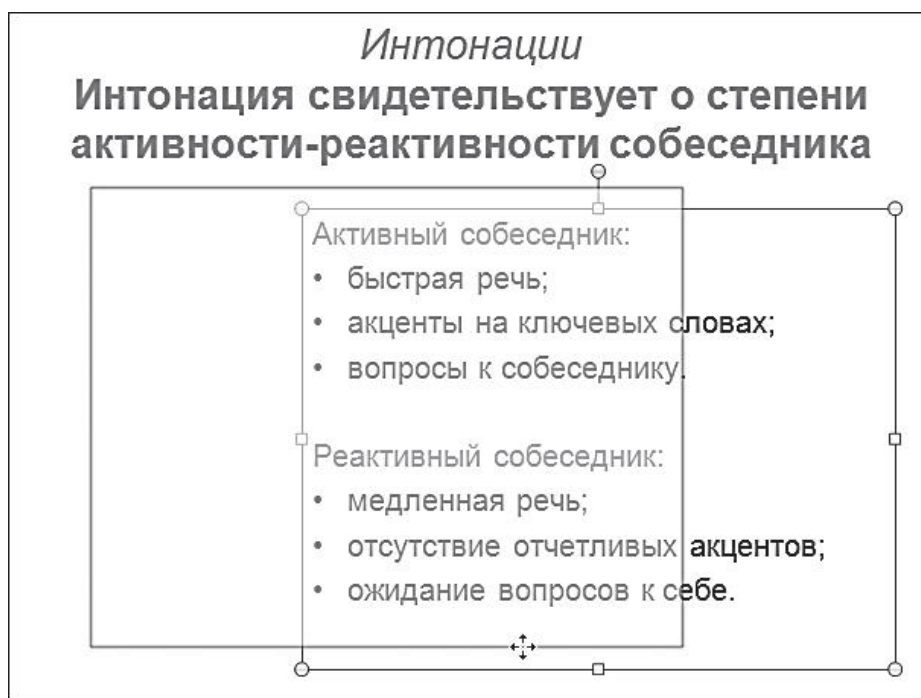 Интонации
Интонация свидетельствует о степени
активности-реактивности собеседника
Активный собеседник:
• быстрая речь;
• акценты на ключевых словах;
• вопросы к собеседнику.
Реактивный собеседник:
• медленная речь;
• отсутствие отчетливых акцентов;
• ожидание вопросов к себе.